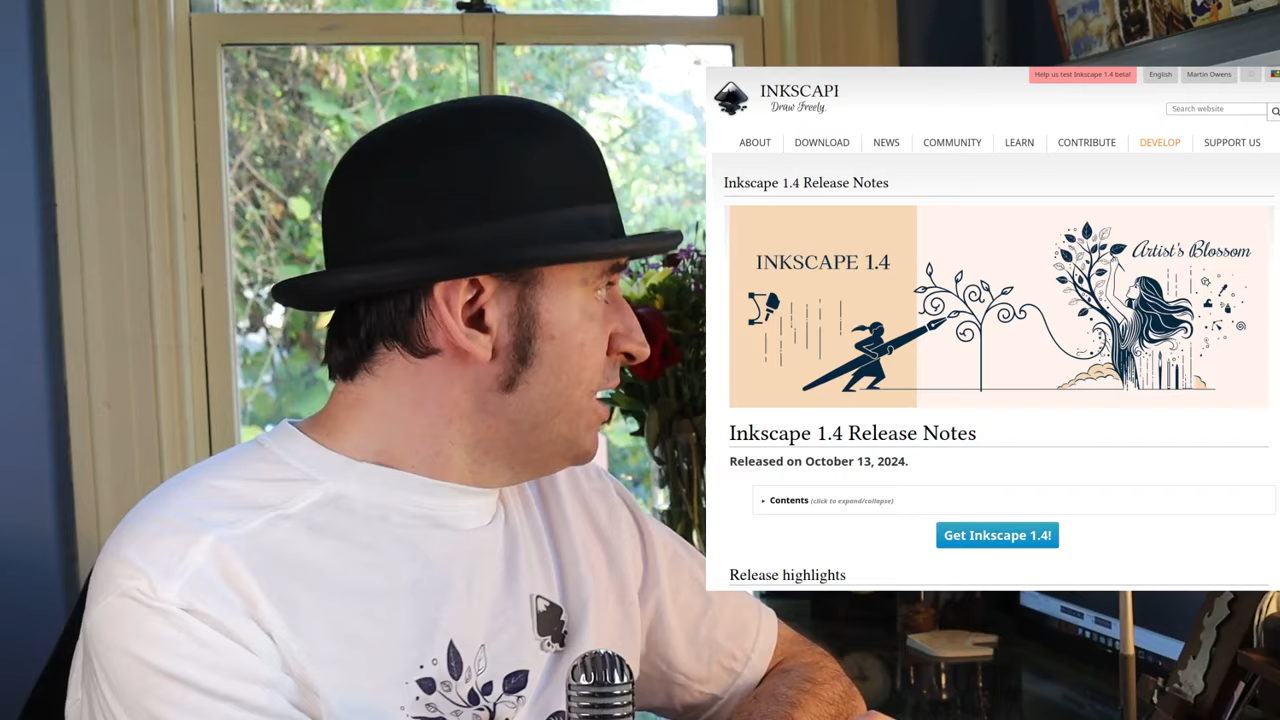 Help us test Inkscape 1.4 beta!
English
Martin Owens
INKSCAPE
Draw Freely.
Search website
ABOUT
DOWNLOAD
NEWS
COMMUNITY
LEARN
CONTRIBUTE
DEVELOP
SUPPORT US
Inkscape 1.4 Release Notes
INKSCAPE 1.4
Artist's Blossom
Inkscape 1.4 Release Notes
Released on October 13, 2024.
Contents (click to expand/collapse)
Get Inkscape 1.4!
Release highlights